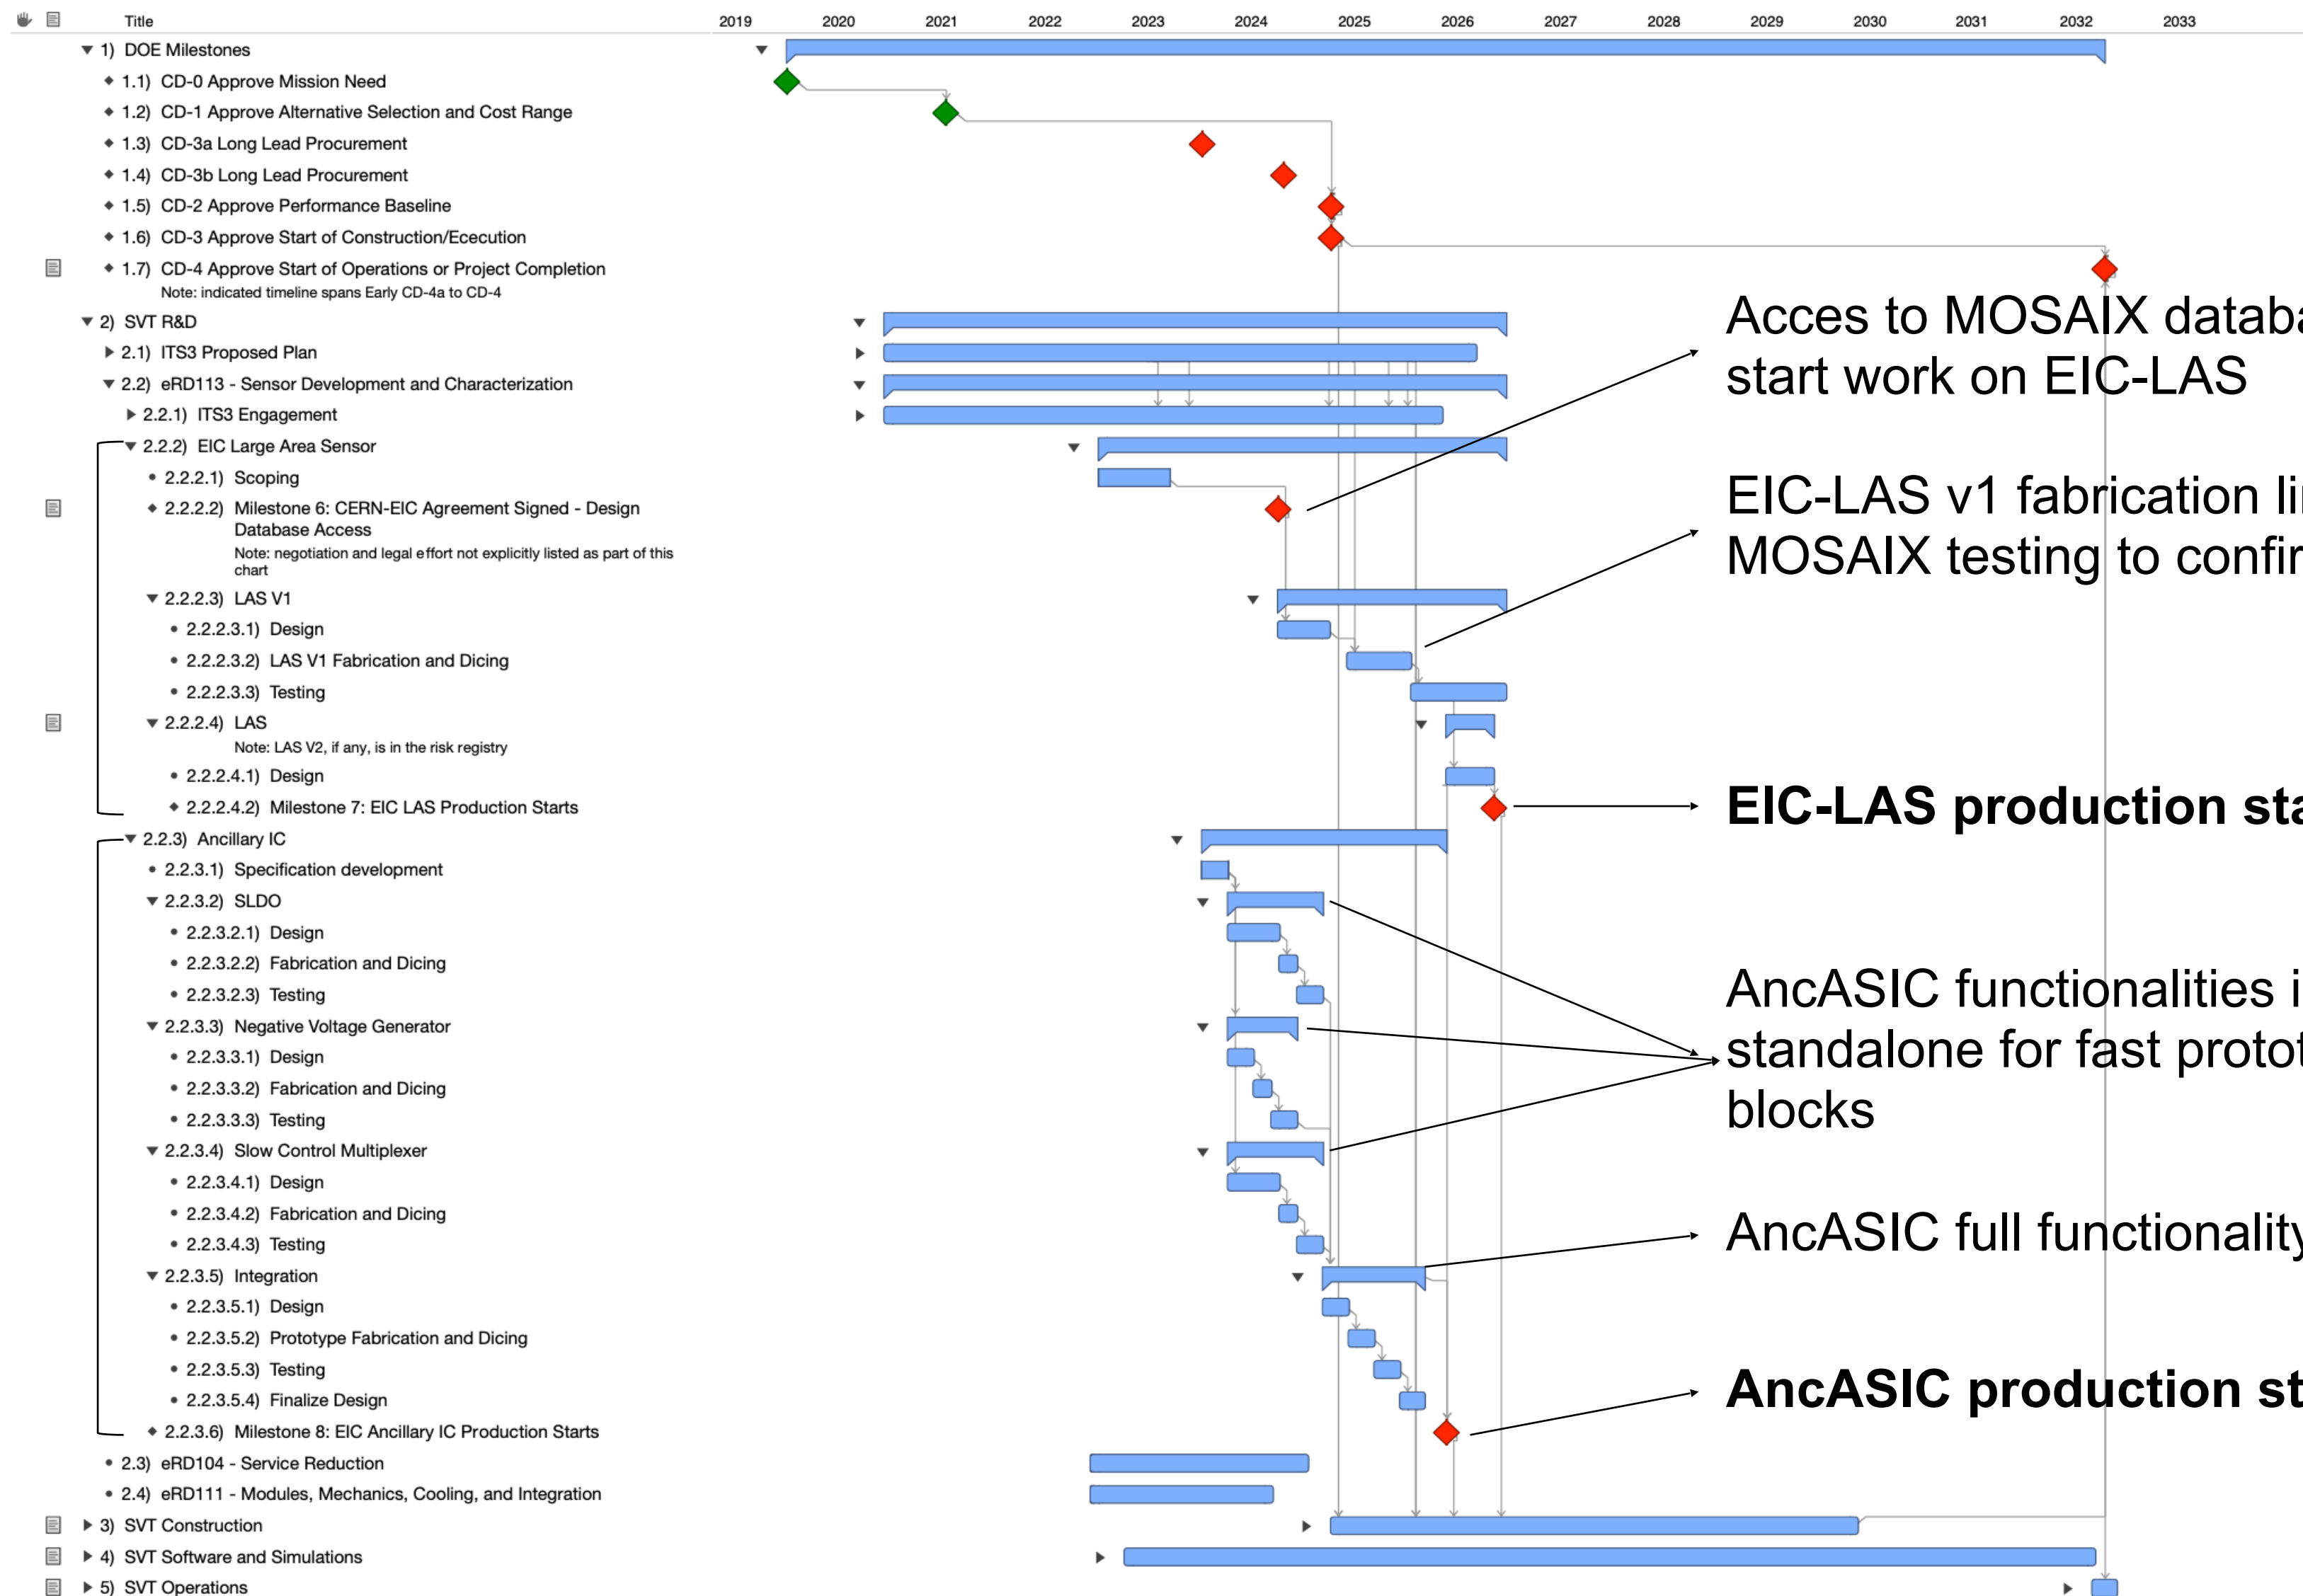 Title 2019 2020 2021 2022 2023 2024 2025 2026 2027 2028 2029 2030 2031 2032 2033
1) DOE Milestones
1.1) CD-0 Approve Mission Need
1.2) CD-1 Approve Alternative Selection and Cost Range
1.3) CD-3a Long Lead Procurement
1.4) CD-3b Long Lead Procurement
1.5) CD-2 Approve Performance Baseline
1.6) CD-3 Approve Start of Construction/Ececution
1.7) CD-4 Approve Start of Operations or Project Completion
Note: indicated timeline spans Early CD-4a to CD-4
2) SVT R&D
2.1) ITS3 Proposed Plan
2.2) eRD113 - Sensor Development and Characterization
2.2.1) ITS3 Engagement
2.2.2) EIC Large Area Sensor
2.2.2.1) Scoping
2.2.2.2) Milestone 6: CERN-EIC Agreement Signed - Design
Database Access
Note: negotiation and legal effort not explicitly listed as part of this
chart
2.2.2.3) LAS V1
2.2.2.3.1) Design
2.2.2.3.2) LAS V1 Fabrication and Dicing
2.2.2.3.3) Testing
2.2.2.4) LAS
Note: LAS V2, if any, is in the risk registry
2.2.2.4.1) Design
2.2.2.4.2) Milestone 7: EIC LAS Production Starts
2.2.3) Ancillary IC
2.2.3.1) Specification development
2.2.3.2) SLDO
2.2.3.2.1) Design
2.2.3.2.2) Fabrication and Dicing
2.2.3.2.3) Testing
2.2.3.3) Negative Voltage Generator
2.2.3.3.1) Design
2.2.3.3.2) Fabrication and Dicing
2.2.3.3.3) Testing
2.2.3.4) Slow Control Multiplexer
2.2.3.4.1) Design
2.2.3.4.2) Fabrication and Dicing
2.2.3.4.3) Testing
2.2.3.5) Integration
2.2.3.5.1) Design
2.2.3.5.2) Prototype Fabrication and Dicing
2.2.3.5.3) Testing
2.2.3.5.4) Finalize Design
2.2.3.6) Milestone 8: EIC Ancillary IC Production Starts
2.3) eRD104 - Service Reduction
2.4) eRD111 - Modules, Mechanics, Cooling, and Integration
3) SVT Construction
4) SVT Software and Simulations
5) SVT Operations
Acces to MOSAIX
start work on EIC-LAS
EIC-LAS v1 fabrication
MOSAIX testing to
EIC-LAS production
AncASIC functionalities
standalone for fast
blocks
AncASIC full functionality
AncASIC production